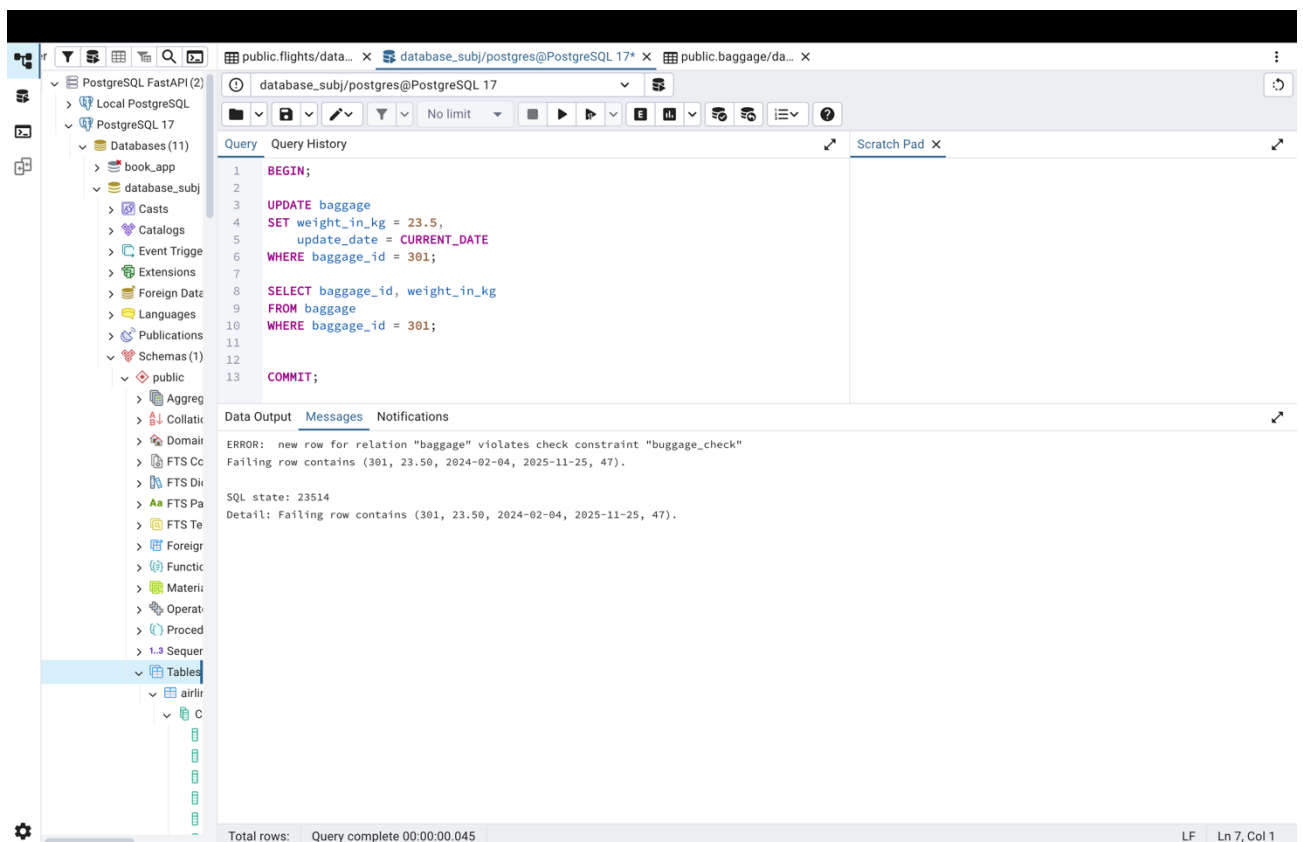 public.flights/data... X
database_subj/postgres@PostgreSQL 17* X
public.baggage/da... X
PostgreSQL FastAPI (2)
Local PostgreSQL
PostgreSQL 17
Databases (11)
book_app
database_subj
Casts
Catalogs
Event Trigge
Extensions
Foreign Data
Languages
Publications
Schemas (1)
public
Aggreg
Collatic
Domair
FTS Co
FTS Dic
FTS Pa
FTS Te
Foreigr
Functic
Materia
Operat
Proced
1..3 Sequer
Tables
airlir
C
database_subj/postgres@PostgreSQL 17
No limit
Query Query History
Scratch Pad X
1 BEGIN;
2
3 UPDATE baggage
4 SET weight_in_kg = 23.5,
5 update_date = CURRENT_DATE
6 WHERE baggage_id = 301;
7
8 SELECT baggage_id, weight_in_kg
9 FROM baggage
10 WHERE baggage_id = 301;
11
12
13 COMMIT;
Data Output Messages Notifications
ERROR: new row for relation "baggage" violates check constraint "buggage_check"
Failing row contains (301, 23.50, 2024-02-04, 2025-11-25, 47).
SQL state: 23514
Detail: Failing row contains (301, 23.50, 2024-02-04, 2025-11-25, 47).
Total rows: Query complete 00:00:00.045
LF Ln 7, Col 1